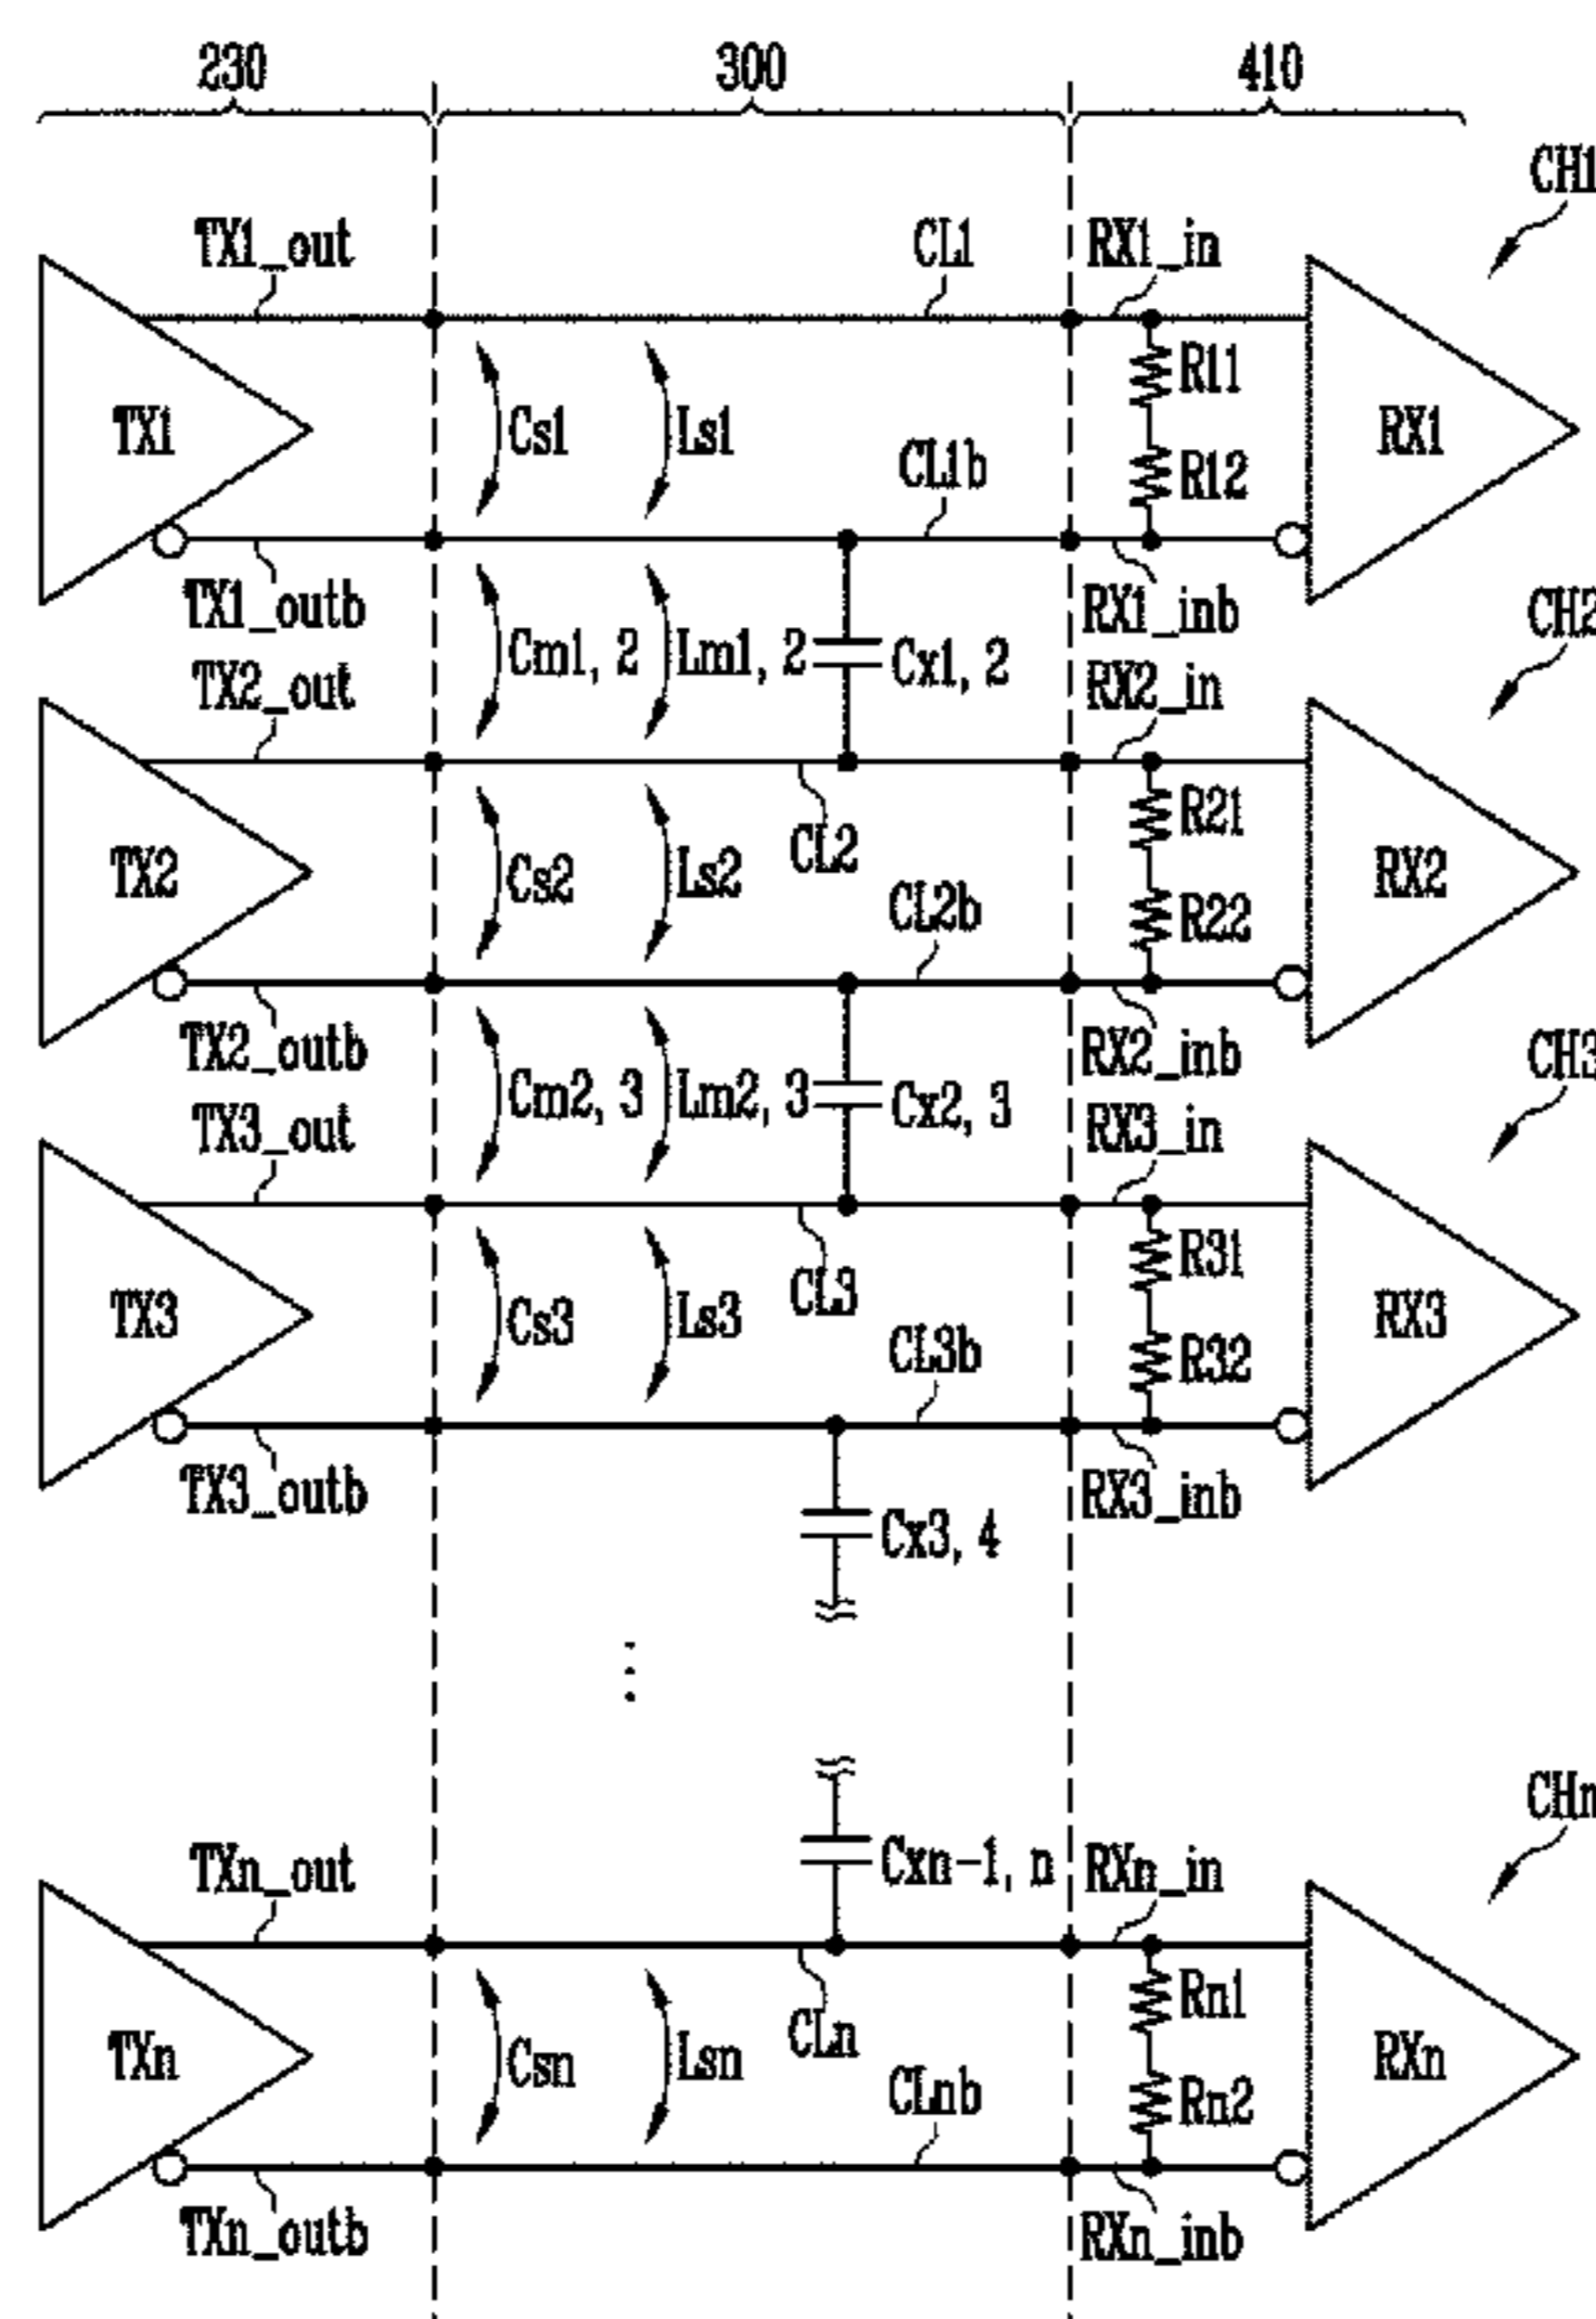 230 300 410
CH1
TX1_out CL1 RX1_in
TX1 Cs1 Ls1 R11 RX1
CL1b R12
TX1_outb RX1_inb
CH2
Cm1, 2 Lm1, 2 Cx1, 2
TX2_out RX2_in
TX2 Cs2 Ls2 CL2 R21 RX2
CL2b R22
TX2_outb RX2_inb
CH3
Cm2, 3 Lm2, 3 Cx2, 3
TX3_out RX3_in
TX3 Cs3 Ls3 CL3 R31 RX3
CL3b R32
TX3_outb RX3_inb
Cx3, 4
CHn
TXn_out Cxn-1, n RXn_in
TXn Csn Lsn CLn Rn1 RXn
CLnb Rn2
TXn_outb RXn_inb